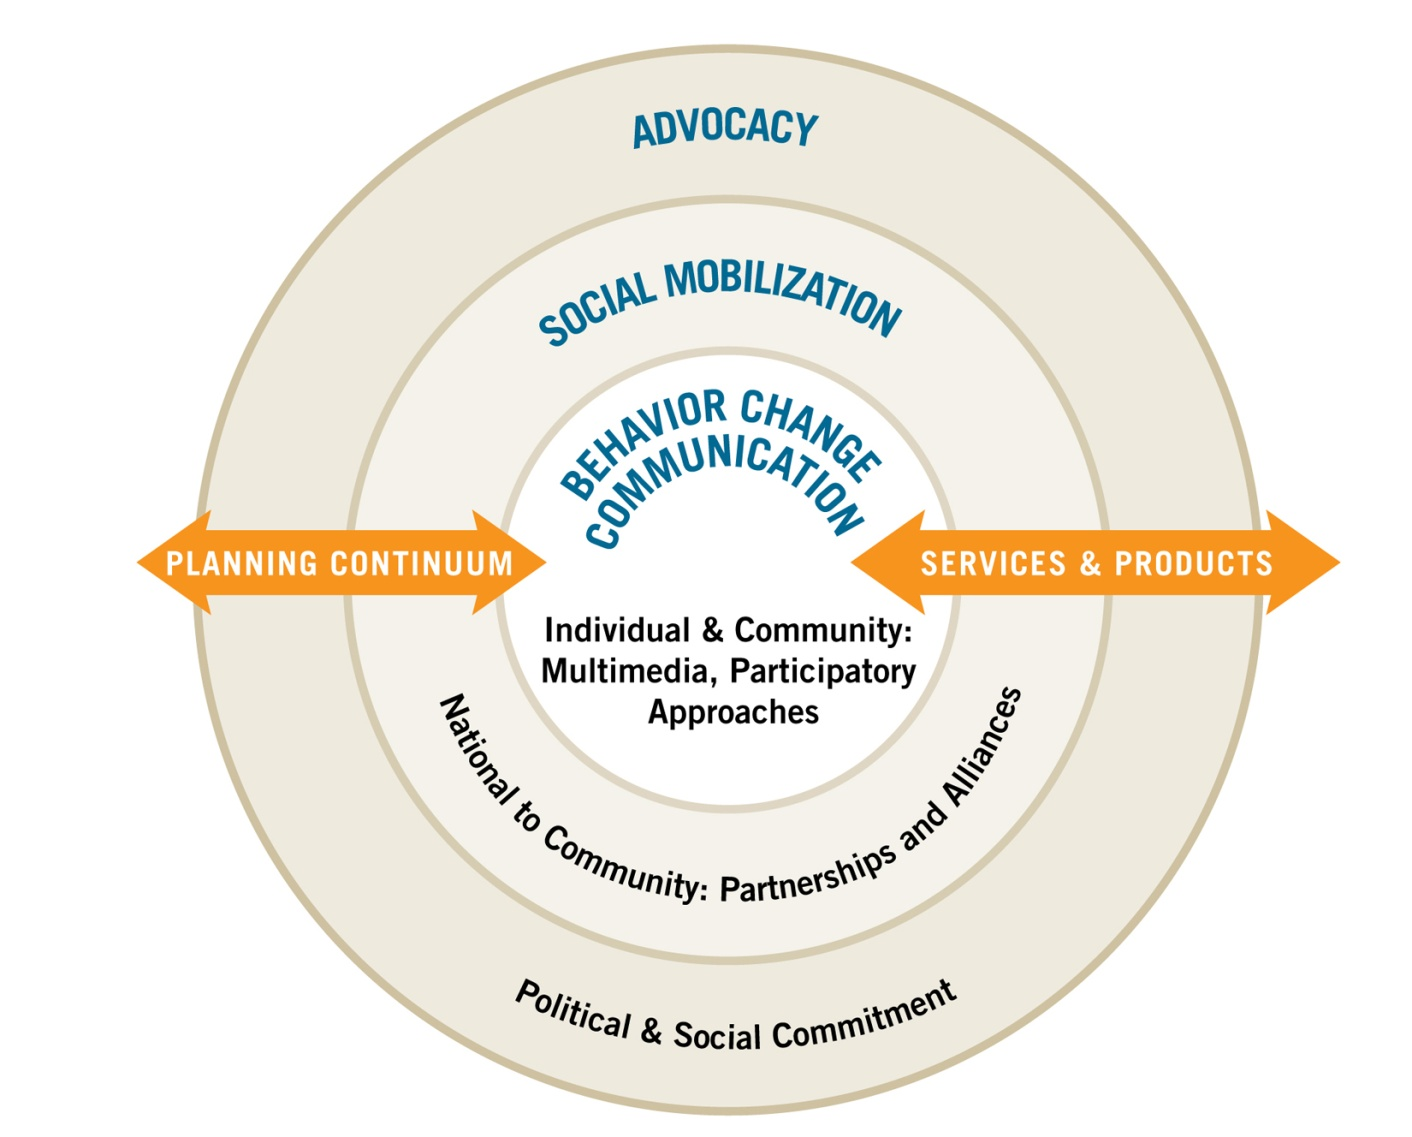 ADVOCACY
SOCIAL MOBILIZATION
BEHAVIOR CHANGE
COMMUNICATION
PLANNING CONTINUUM
SERVICES & PRODUCTS
Individual & Community:
Multimedia, Participatory
Approaches
National to Community: Partnerships and Alliances
Political & Social Commitment